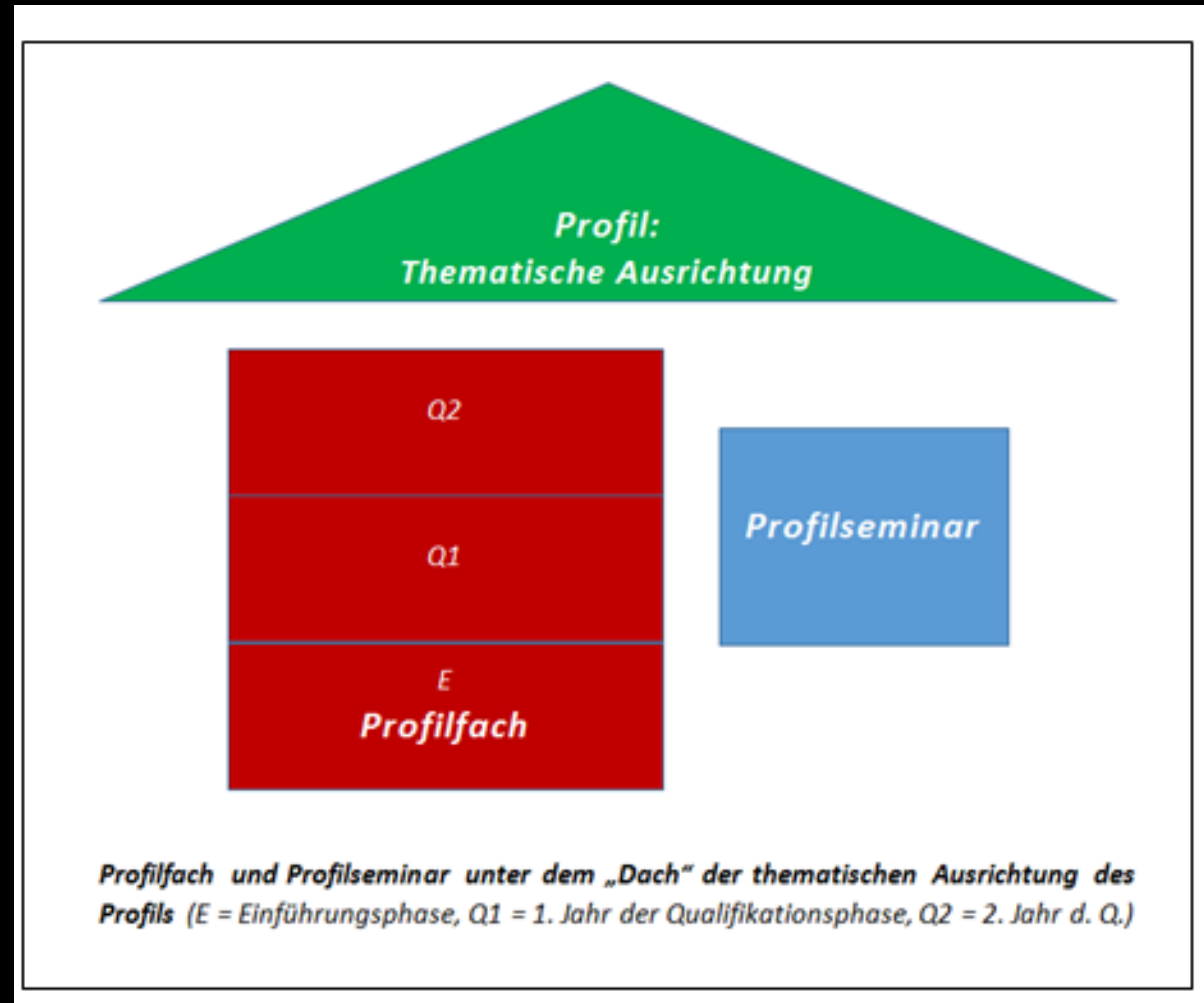 Profil:
Thematische Ausrichtung
Q2
Q1
E
Profilfach
Profilseminar
Profilfach und Profilseminar unter dem „Dach“ der thematischen Ausrichtung des
Profils (E = Einführungsphase, Q1 = 1. Jahr der Qualifikationsphase, Q2 = 2. Jahr d. Q.)